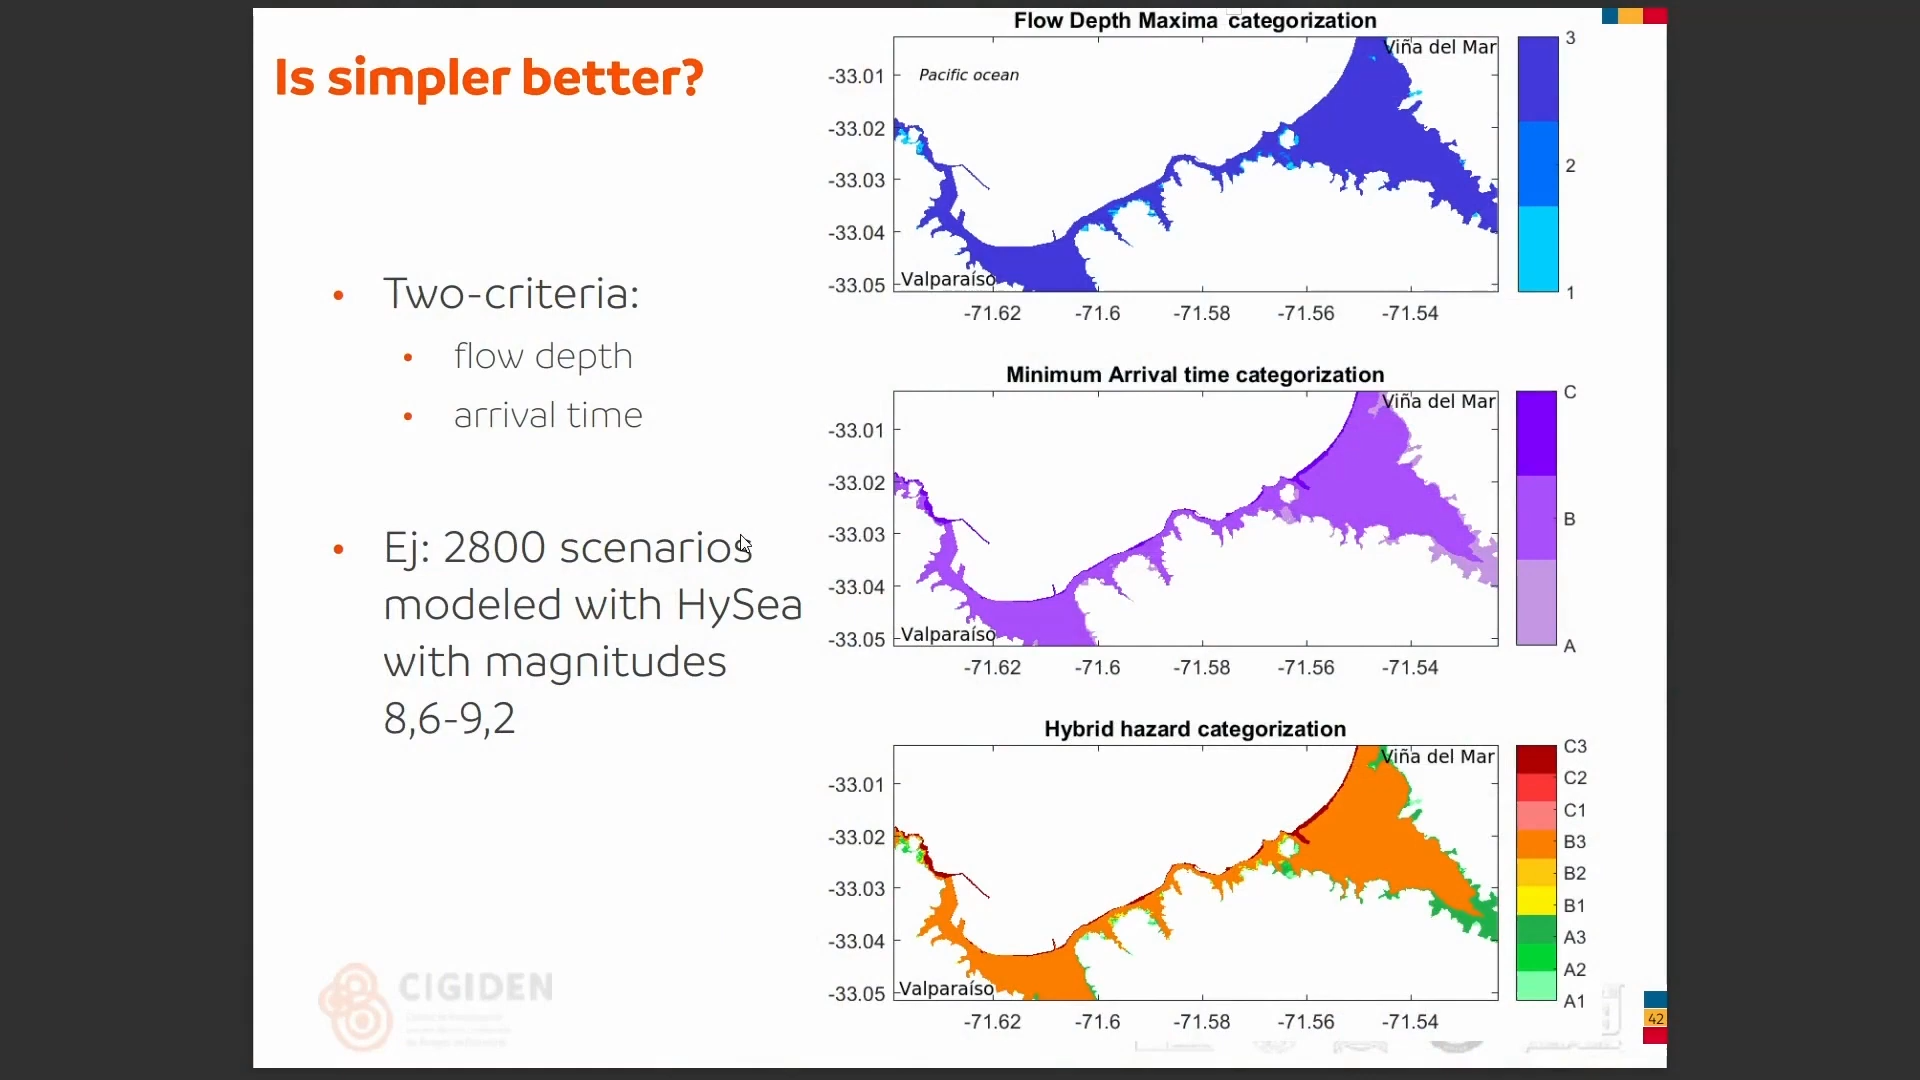 Is simpler better?
• Two-criteria:
• flow depth
• arrival time
• Ej: 2800 scenarios
modeled with HySea
with magnitudes
8,6-9,2
CIGIDEN
Flow Depth Maxima categorization
Viña del Mar
Pacific ocean
Valparaíso
-33.01
-33.02
-33.03
-33.04
-33.05
-71.62 -71.6 -71.58 -71.56 -71.54
3
2
1
Minimum Arrival time categorization
Viña del Mar
Valparaíso
-33.01
-33.02
-33.03
-33.04
-33.05
-71.62 -71.6 -71.58 -71.56 -71.54
C
B
A
Hybrid hazard categorization
Viña del Mar
Valparaíso
-33.01
-33.02
-33.03
-33.04
-33.05
-71.62 -71.6 -71.58 -71.56 -71.54
C3
C2
C1
B3
B2
B1
A3
A2
A1
42